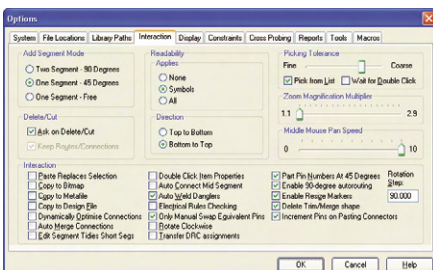 Options
System File Locations Library Paths Interaction Display Constraints Cross Probing Reports Tools Macros
Add Segment Mode
Two Segment - 90 Degrees
One Segment - 45 Degrees
One Segment - Free
Delete/Cut
Ask on Delete/Cut
Keep Routes/Connections
Readability
Applies
None
Symbols
All
Direction
Top to Bottom
Bottom to Top
Picking Tolerance
Fine Coarse
Pick from List Wait for Double Click
Zoom Magnification Multiplier
1.1 2.9
Middle Mouse Pan Speed
0 10
Interaction
Paste Replaces Selection
Copy to Bitmap
Copy to Metafile
Copy to Design File
Dynamically Optimise Connections
Auto Merge Connections
Edit Segment Tidies Short Segs
Double Click Item Properties
Auto Connect Mid Segment
Auto Weld Danglers
Electrical Rules Checking
Only Manual Swap Equivalent Pins
Rotate Clockwise
Transfer DRC assignments
Part Pin Numbers At 45 Degrees
Enable 90-degree autorouting
Enable Resize Markers
Delete Trim/Merge shape
Increment Pins on Pasting Connectors
Rotation
Step:
90.000
OK Cancel Help